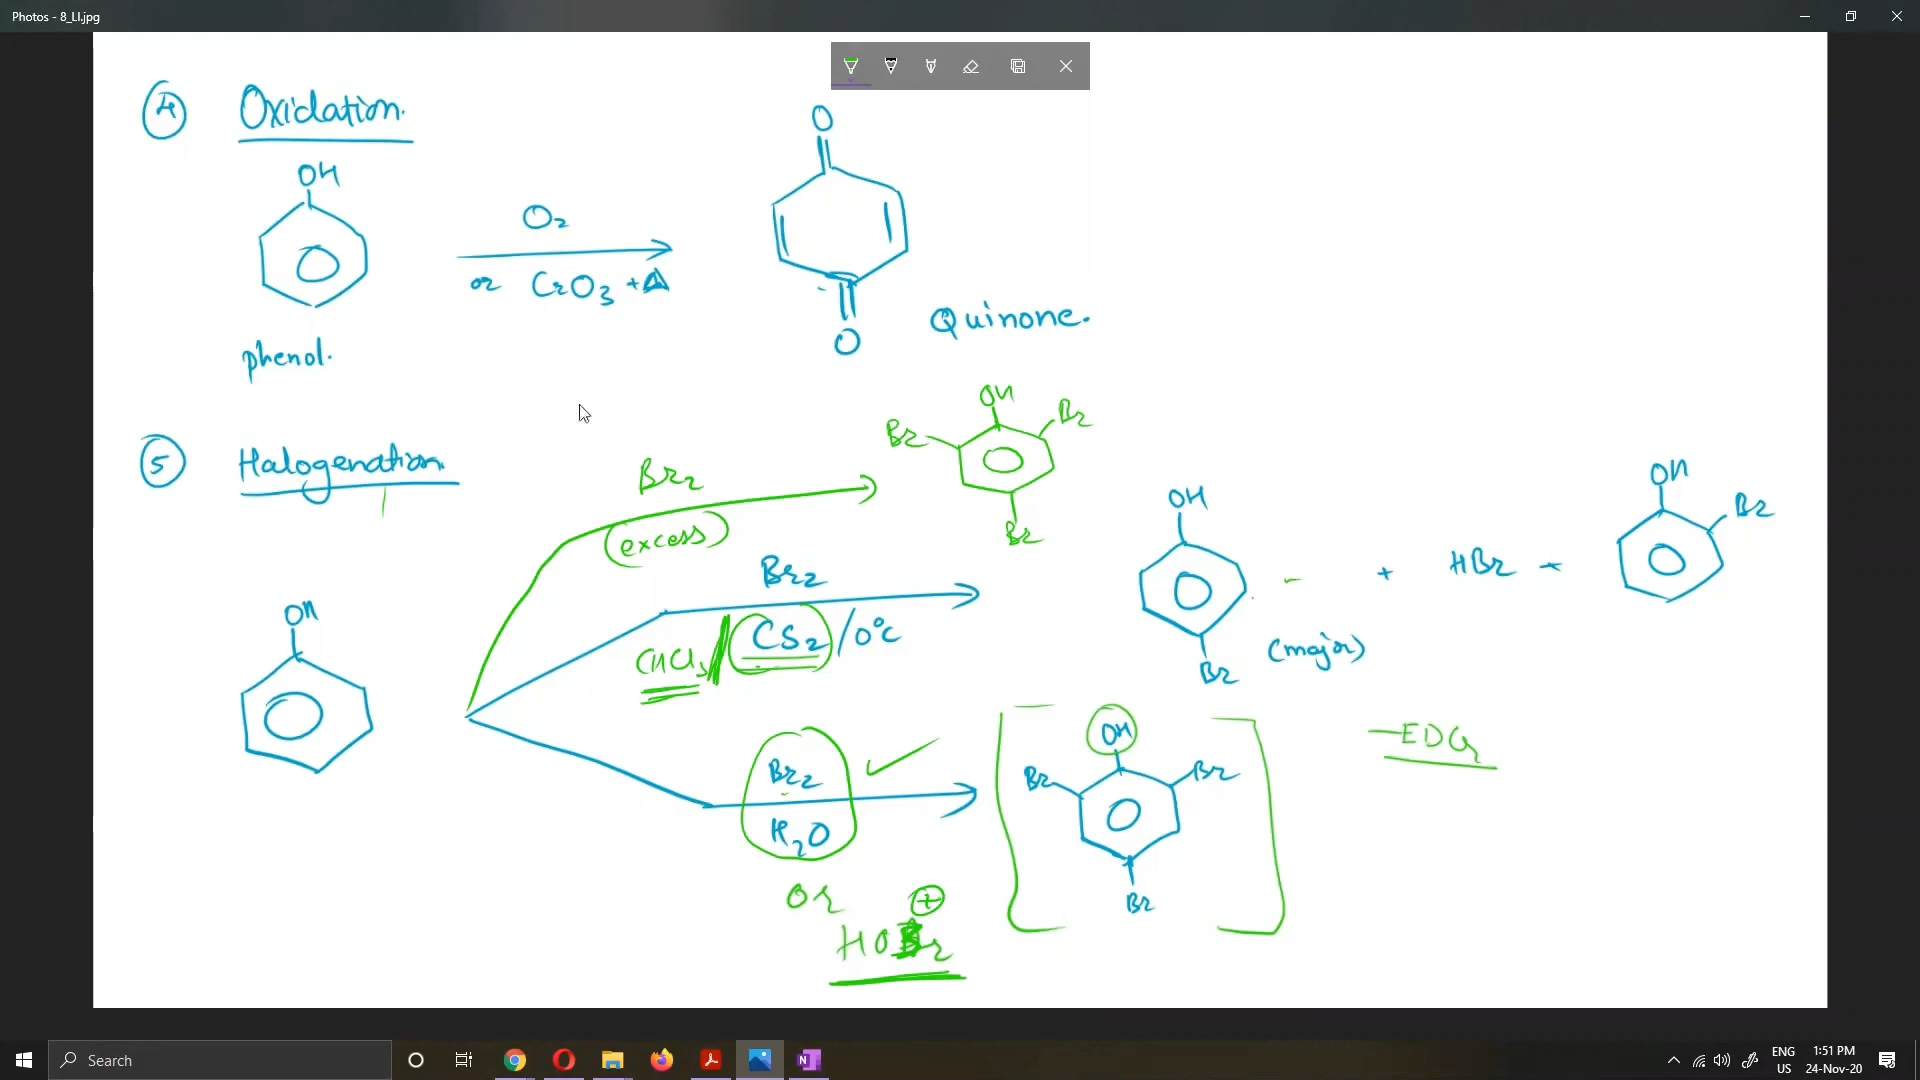 Photos - 8_LI.jpg
4 Oxidation.
OH
O₂
or CrO₃ + Δ
O
O
Quinone.
phenol.
5 Halogenation
Br₂
(excess)
OH
Br
Br
Br
OH
Br₂
CHCl₃ / CS₂ / 0°C
OH
Br
(major)
+ HBr +
OH
Br
Br₂
H₂O
or
HOBr
+
OH
Br
Br
Br
-EDG
Search
ENG
US
1:51 PM
24-Nov-20